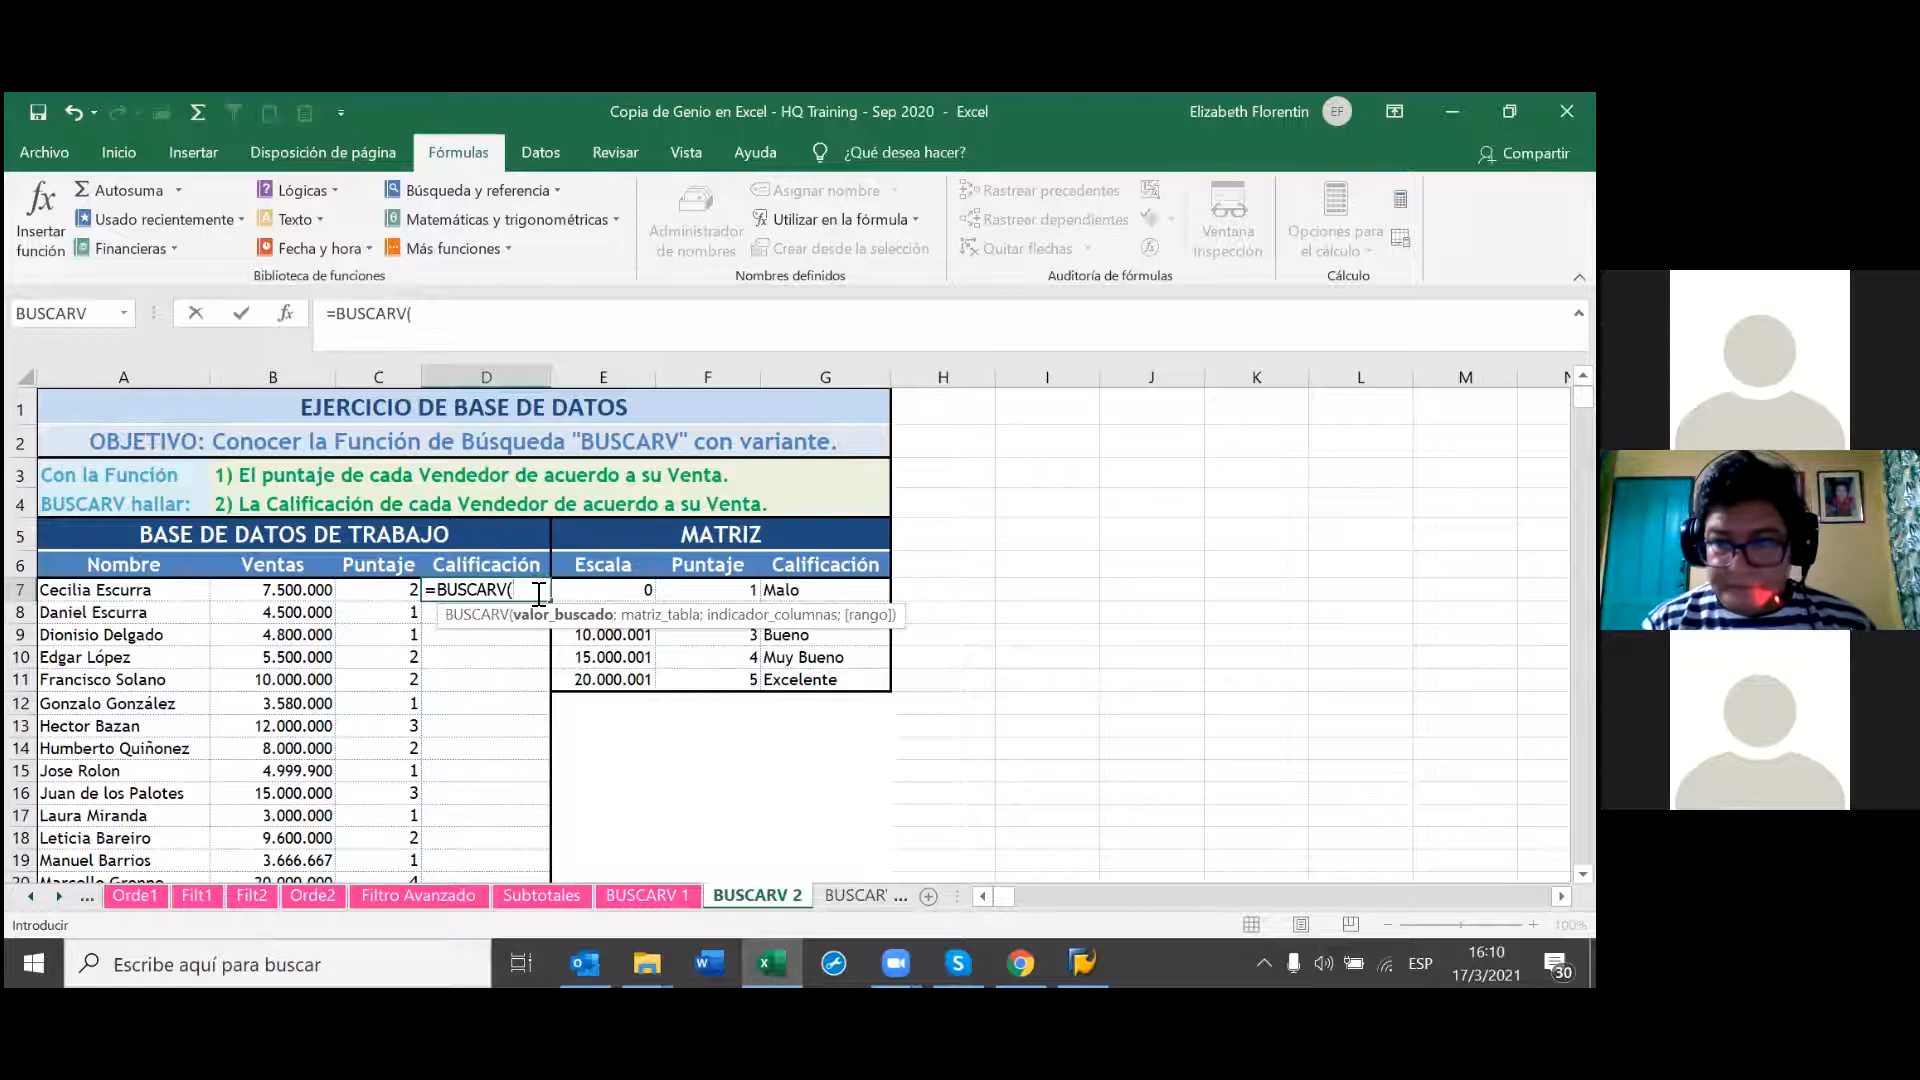 Copia de Genio en Excel - HQ Training - Sep 2020 - Excel
Elizabeth Florentin EF
Archivo Inicio Insertar Disposición de página Fórmulas Datos Revisar Vista Ayuda ¿Qué desea hacer? Compartir
fx Insertar función
Σ Autosuma
Usado recientemente
Financieras
Lógicas
Texto
Fecha y hora
Búsqueda y referencia
Matemáticas y trigonométricas
Más funciones
Biblioteca de funciones
Administrador de nombres
Asignar nombre
Utilizar en la fórmula
Crear desde la selección
Nombres definidos
Rastrear precedentes
Rastrear dependientes
Quitar flechas
Auditoría de fórmulas
Ventana Inspección
Opciones para el cálculo
Cálculo
BUSCARV fx =BUSCARV(
A B C D E F G H I J K L M N
1 EJERCICIO DE BASE DE DATOS
2 OBJETIVO: Conocer la Función de Búsqueda "BUSCARV" con variante.
3 Con la Función 1) El puntaje de cada Vendedor de acuerdo a su Venta.
4 BUSCARV hallar: 2) La Calificación de cada Vendedor de acuerdo a su Venta.
5 BASE DE DATOS DE TRABAJO MATRIZ
6 Nombre Ventas Puntaje Calificación Escala Puntaje Calificación
7 Cecilia Escurra 7.500.000 2 =BUSCARV( 0 1 Malo
8 Daniel Escurra 4.500.000 1
BUSCARV(valor_buscado; matriz_tabla; indicador_columnas; [rango])
9 Dionisio Delgado 4.800.000 1 10.000.001 3 Bueno
10 Edgar López 5.500.000 2 15.000.001 4 Muy Bueno
11 Francisco Solano 10.000.000 2 20.000.001 5 Excelente
12 Gonzalo González 3.580.000 1
13 Hector Bazan 12.000.000 3
14 Humberto Quiñonez 8.000.000 2
15 Jose Rolon 4.999.900 1
16 Juan de los Palotes 15.000.000 3
17 Laura Miranda 3.000.000 1
18 Leticia Bareiro 9.600.000 2
19 Manuel Barrios 3.666.667 1
20 20.000.000 4
... Orde1 Filt1 Filt2 Orde2 Filtro Avanzado Subtotales BUSCARV 1 BUSCARV 2 BUSCAR' ...
Introducir 100%
Escribe aquí para buscar
ESP
16:10
17/3/2021
30